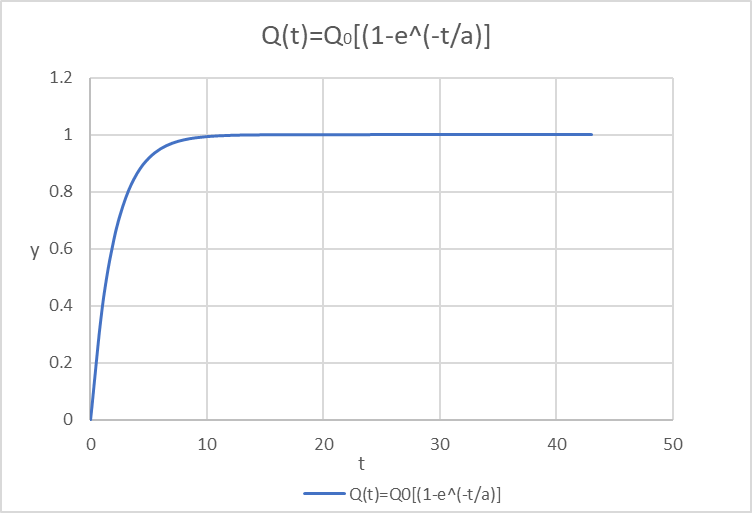 Q(t)=Q₀[(1-e^(-t/a)]
1.2
1
0.8
y 0.6
0.4
0.2
0
0 10 20 30 40 50
t
Q(t)=Q0[(1-e^(-t/a)]